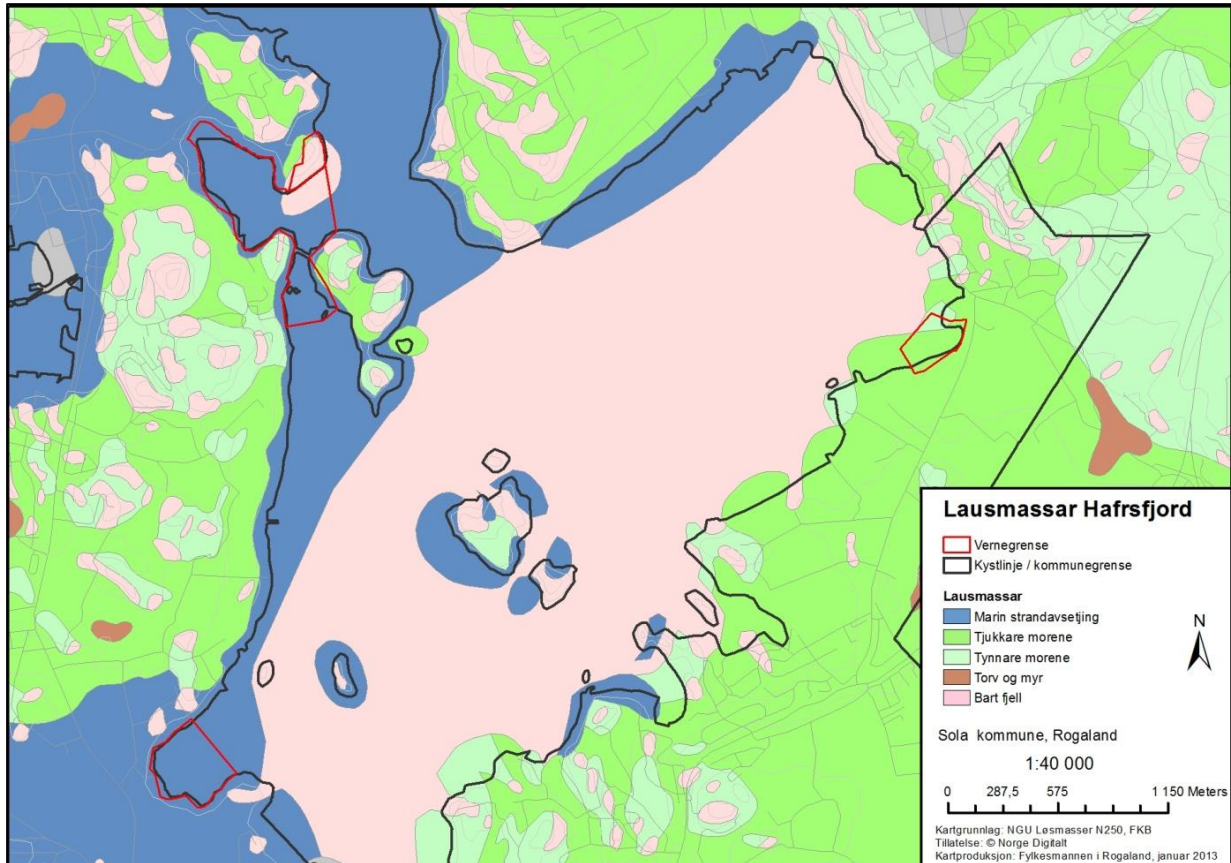 Lausmassar Hafrsfjord
Vernegrense
Kystlinje / kommunegrense
Lausmassar
Marin strandavsetjing
Tjukkare morene
Tynnare morene
Torv og myr
Bart fjell
N
Sola kommune, Rogaland
1:40 000
0 287,5 575 1 150 Meters
Kartgrunnlag: NGU Løsmasser N250, FKB
Tillatelse: © Norge Digitalt
Kartproduksjon: Fylkesmannen i Rogaland, januar 2013